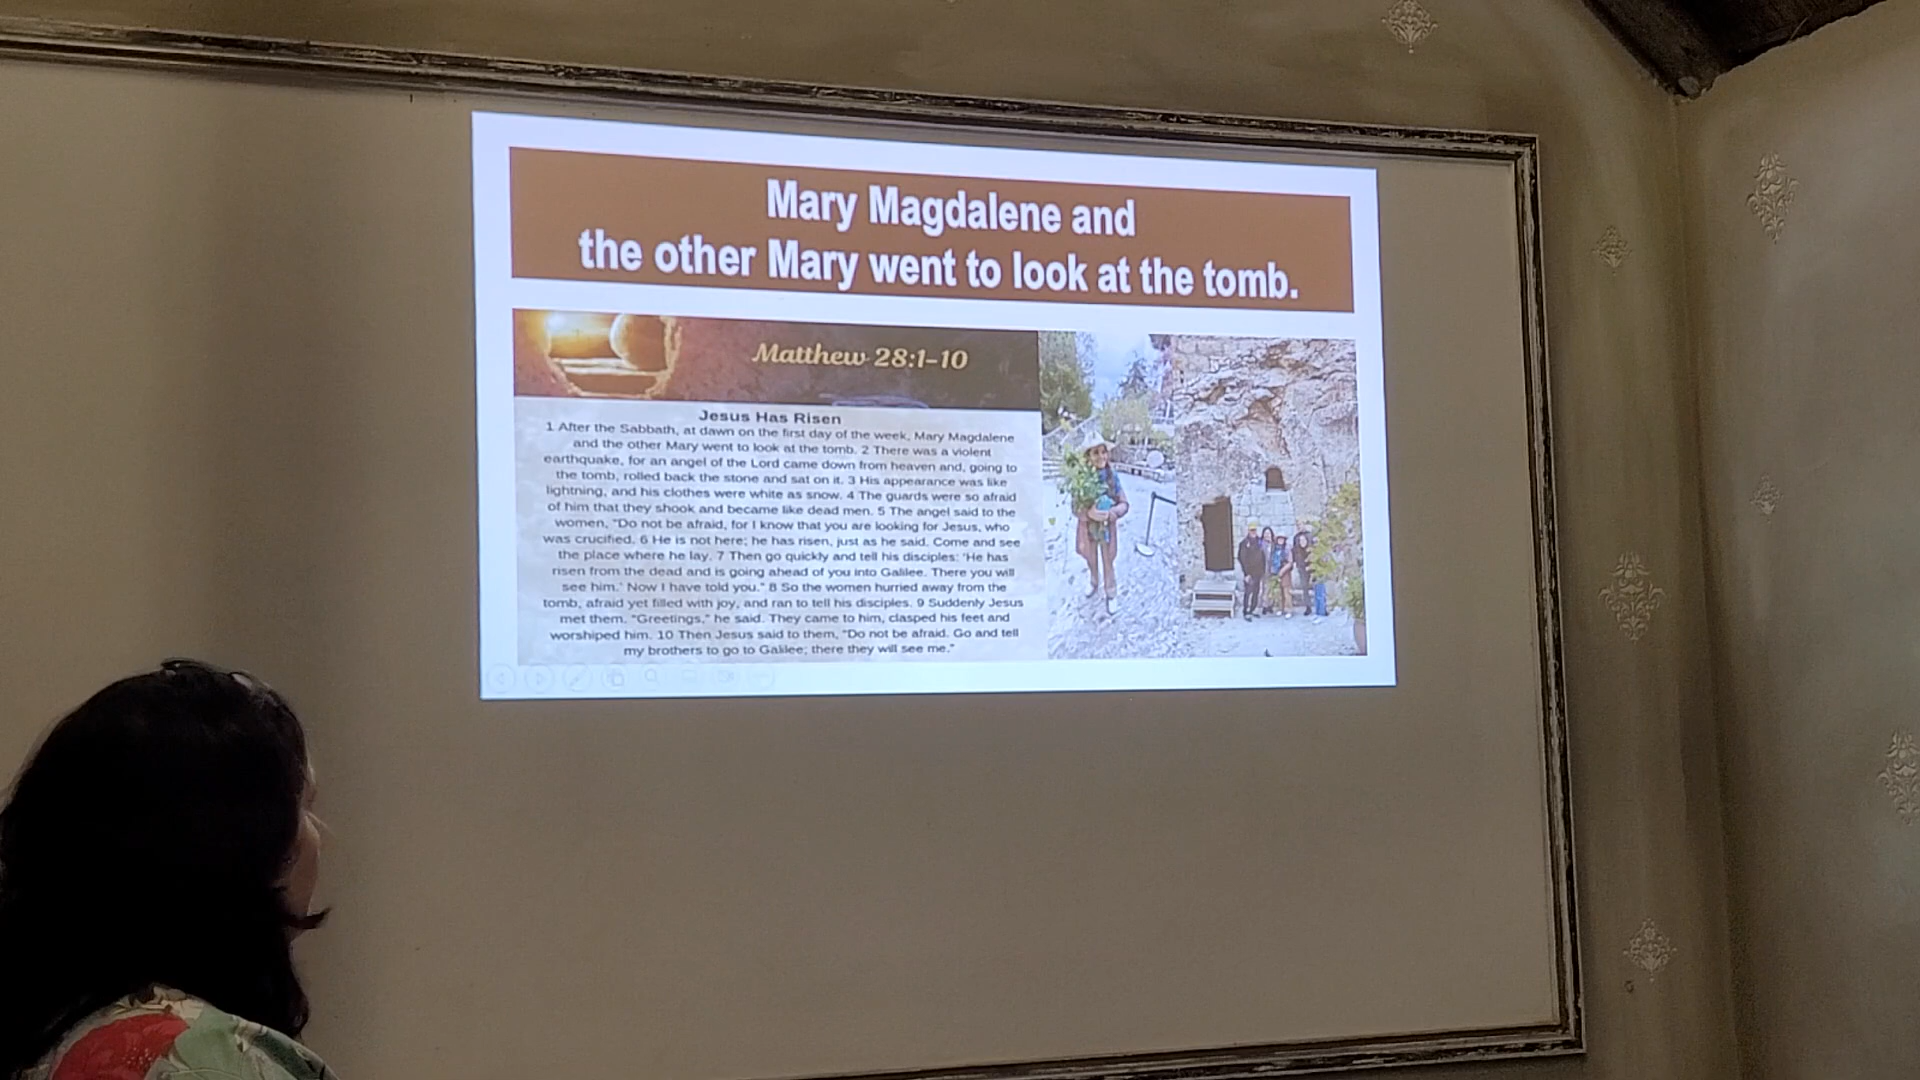 Mary Magdalene and
the other Mary went to look at the tomb.
Matthew 28:1-10
Jesus Has Risen
1 After the Sabbath, at dawn on the first day of the week, Mary Magdalene
and the other Mary went to look at the tomb. 2 There was a violent
earthquake, for an angel of the Lord came down from heaven and, going to
the tomb, rolled back the stone and sat on it. 3 His appearance was like
lightning, and his clothes were white as snow. 4 The guards were so afraid
of him that they shook and became like dead men. 5 The angel said to the
women, "Do not be afraid, for I know that you are looking for Jesus, who
was crucified. 6 He is not here; he has risen, just as he said. Come and see
the place where he lay. 7 Then go quickly and tell his disciples: 'He has
risen from the dead and is going ahead of you into Galilee. There you will
see him.' Now I have told you." 8 So the women hurried away from the
tomb, afraid yet filled with joy, and ran to tell his disciples. 9 Suddenly Jesus
met them. "Greetings," he said. They came to him, clasped his feet and
worshiped him. 10 Then Jesus said to them, "Do not be afraid. Go and tell
my brothers to go to Galilee; there they will see me."